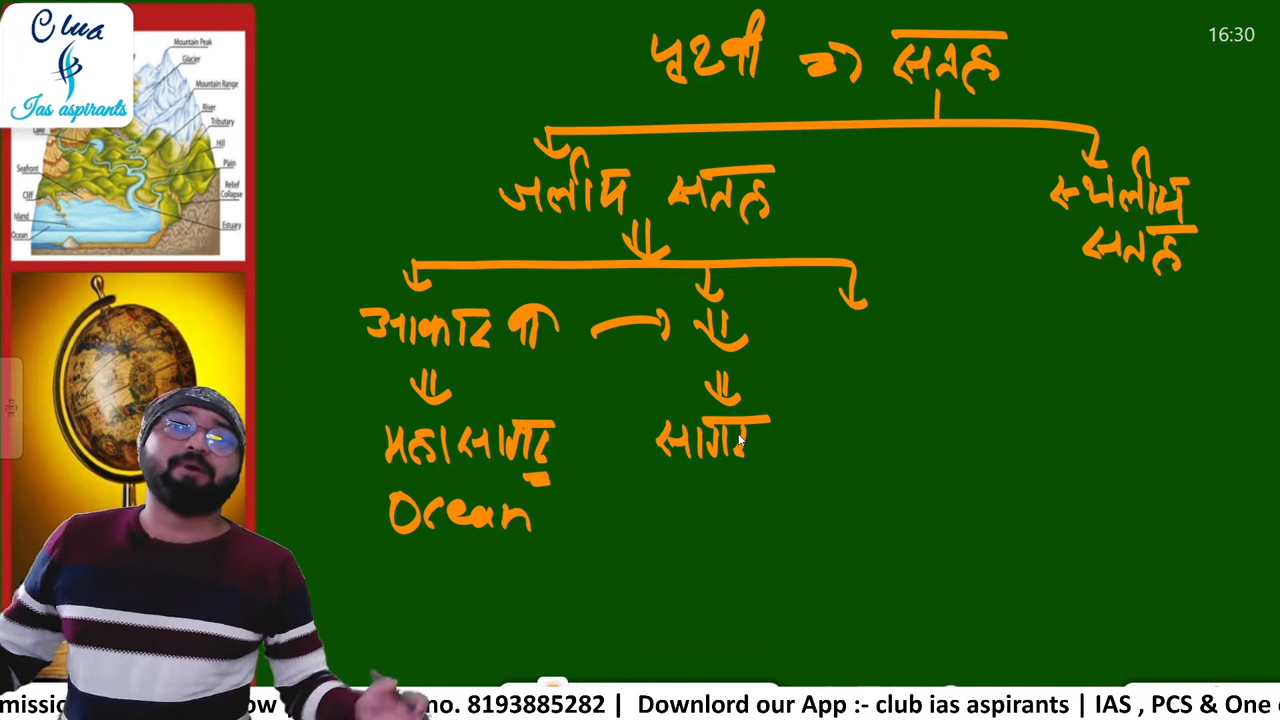 Clua
Ias aspirants
16:30
Mountain Peak
Glacier
Mountain Range
River
Tributary
Lake
Hill
Seafront
Plain
Cliff
Relief
Collapse
Island
Estuary
Ocean
पृथ्वी => सतह
जलीय सतह
स्थलीय
सतह
आकार की
महासागर
सागर
Ocean
no. 8193885282 | Downlord our App :- club ias aspirants | IAS , PCS & One